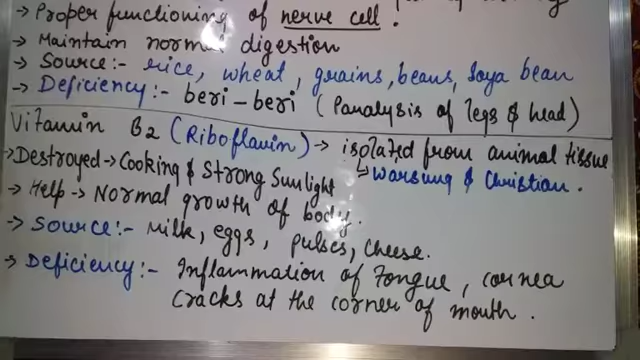 → Proper functioning of nerve cell.
→ Maintain normal digestion
→ Source:- rice, wheat, grains, beans, Soya bean
→ Deficiency:- beri-beri (Paralysis of legs & head)
Vitamin B2 (Riboflavin) → isolated from animal tissue
→ Destroyed → Cooking & Strong Sunlight ↳ Warsung & Christian.
→ Help → Normal growth of body.
→ Source:- Milk, eggs, pulses, Cheese.
→ Deficiency:- Inflammation of Tongue, cornea
Cracks at the corner of mouth.